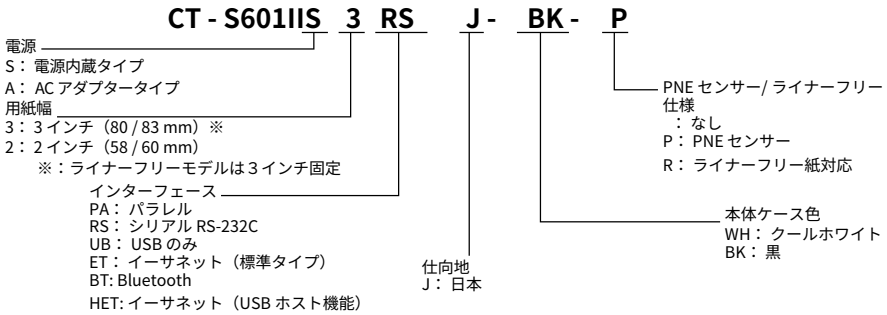 CT - S601IIS 3 RS J - BK - P
電源
S： 電源内蔵タイプ
A： AC アダプタータイプ
用紙幅
3： 3 インチ（80 / 83 mm）※
2： 2 インチ（58 / 60 mm）
※：ライナーフリーモデルは 3 インチ固定
インターフェース
PA： パラレル
RS： シリアル RS-232C
UB： USB のみ
ET： イーサネット（標準タイプ）
BT: Bluetooth
HET: イーサネット（USB ホスト機能）
仕向地
J： 日本
PNE センサー/ ライナーフリー
仕様
： なし
P： PNE センサー
R： ライナーフリー紙対応
本体ケース色
WH： クールホワイト
BK： 黒